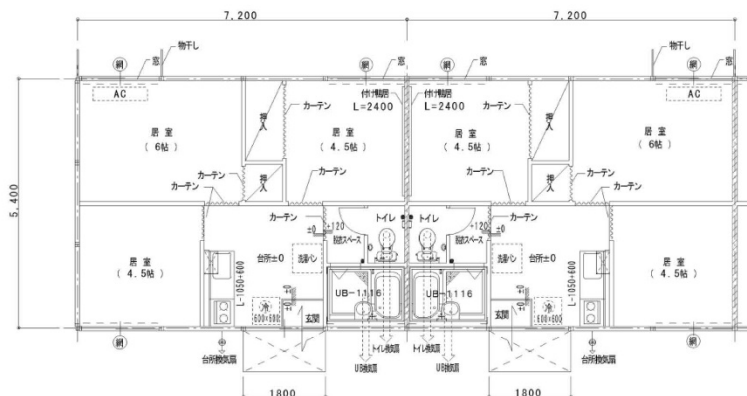 7,200
7,200
物干し
網
窓
網
窓
網
窓
物干し
網
窓
AC
カーテン
付け鴨居
L=2400
付け鴨居
L=2400
カーテン
AC
居室
(6帖)
押入
居室
(4.5帖)
居室
(4.5帖)
押入
居室
(6帖)
5,400
カーテン
押入
カーテン
カーテン
押入
カーテン
カーテン
±0
+120
トイレ
トイレ
+120
カーテン
±0
脱衣スペース
脱衣スペース
居室
(4.5帖)
L-1050+600
台所±0
洗濯パン
洗濯パン
台所±0
L-1050+600
居室
(4.5帖)
UB-1116
UB-1116
±0
±0
±0
±0
冷
600×600
玄関
玄関
冷
600×600
網
網
台所換気扇
トイレ換気扇
トイレ換気扇
台所換気扇
UB換気扇
UB換気扇
1800
1800